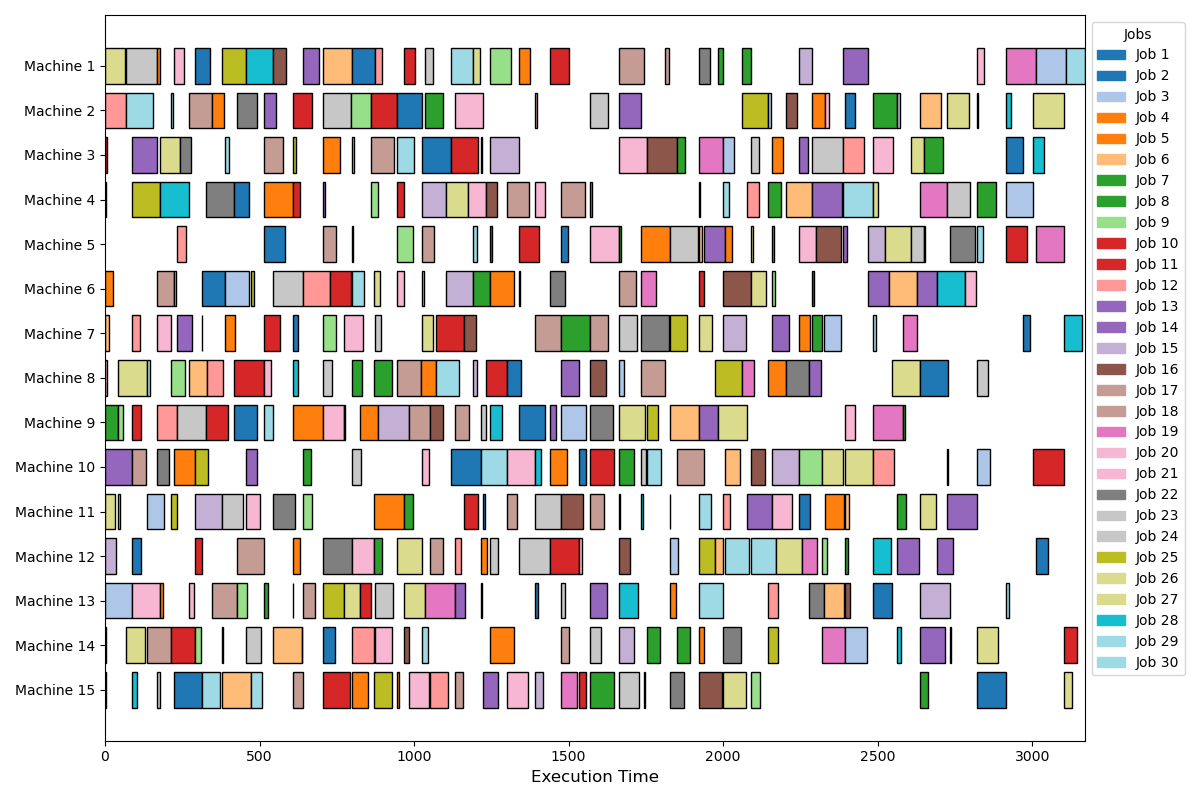 Machine 1
Machine 2
Machine 3
Machine 4
Machine 5
Machine 6
Machine 7
Machine 8
Machine 9
Machine 10
Machine 11
Machine 12
Machine 13
Machine 14
Machine 15
0 500 1000 1500 2000 2500 3000
Execution Time
Jobs
Job 1
Job 2
Job 3
Job 4
Job 5
Job 6
Job 7
Job 8
Job 9
Job 10
Job 11
Job 12
Job 13
Job 14
Job 15
Job 16
Job 17
Job 18
Job 19
Job 20
Job 21
Job 22
Job 23
Job 24
Job 25
Job 26
Job 27
Job 28
Job 29
Job 30